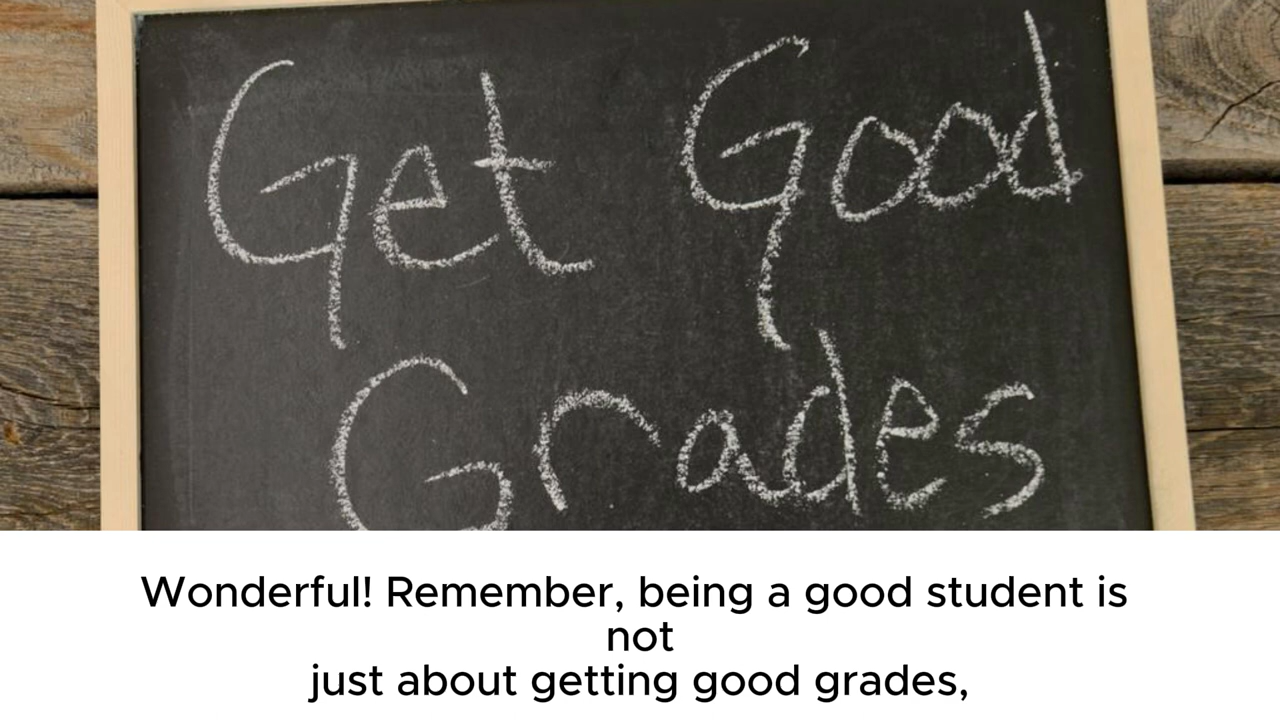 Get Good
Grades
Wonderful! Remember, being a good student is
not
just about getting good grades,